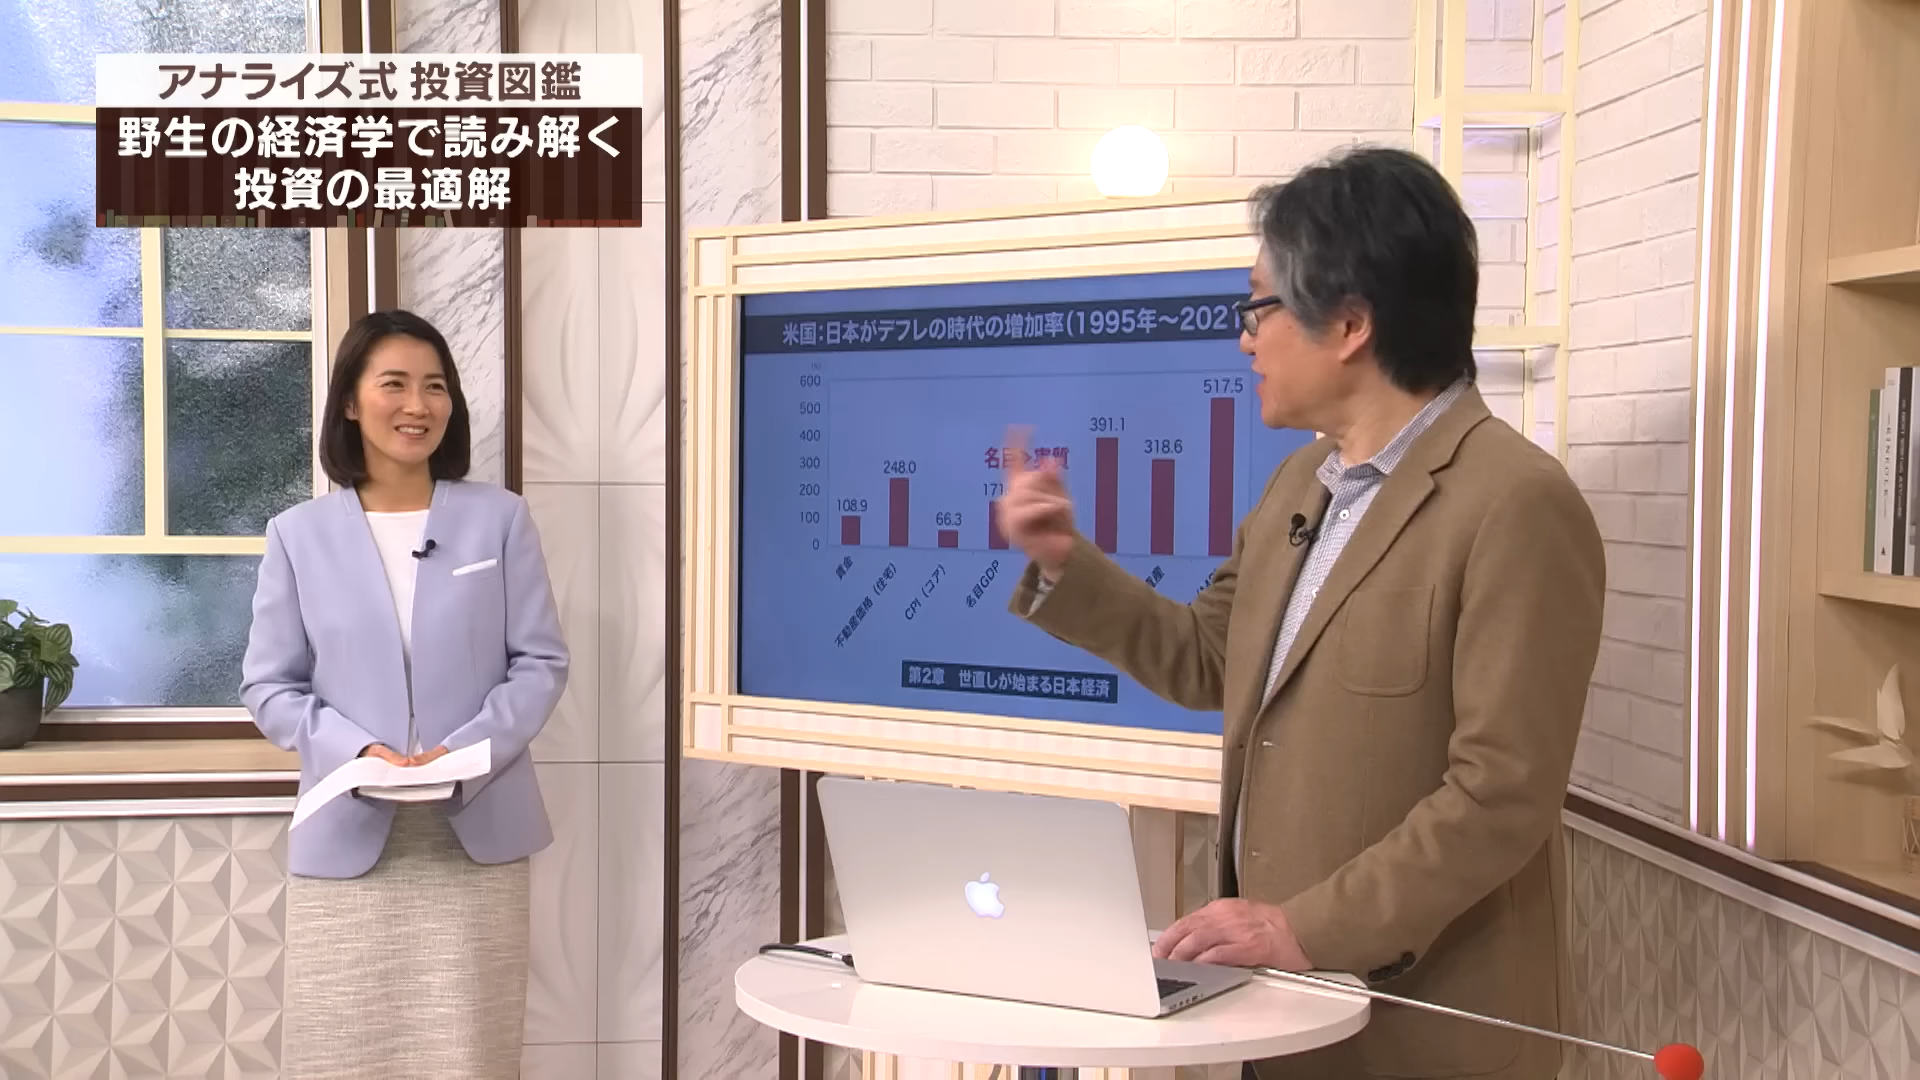 アナライズ式 投資図鑑
野生の経済学で読み解く
投資の最適解
米国：日本がデフレの時代の増加率(1995年～202
600
500
400
300
200
100
0
108.9
248.0
66.3
171.
391.1
318.6
517.5
賃金
不動産価格（住宅）
CPI（コア）
名目GDP
第2章　世直しが始まる日本経済